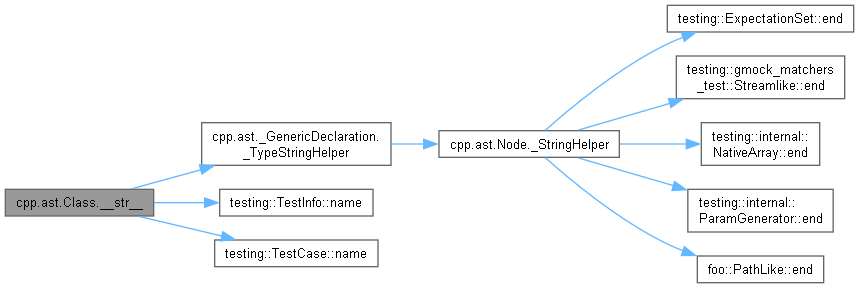 cpp.ast.Class.__str__
cpp.ast._GenericDeclaration.
_TypeStringHelper
testing::TestInfo::name
testing::TestCase::name
cpp.ast.Node._StringHelper
testing::ExpectationSet::end
testing::gmock_matchers
_test::Streamlike::end
testing::internal::
NativeArray::end
testing::internal::
ParamGenerator::end
foo::PathLike::end